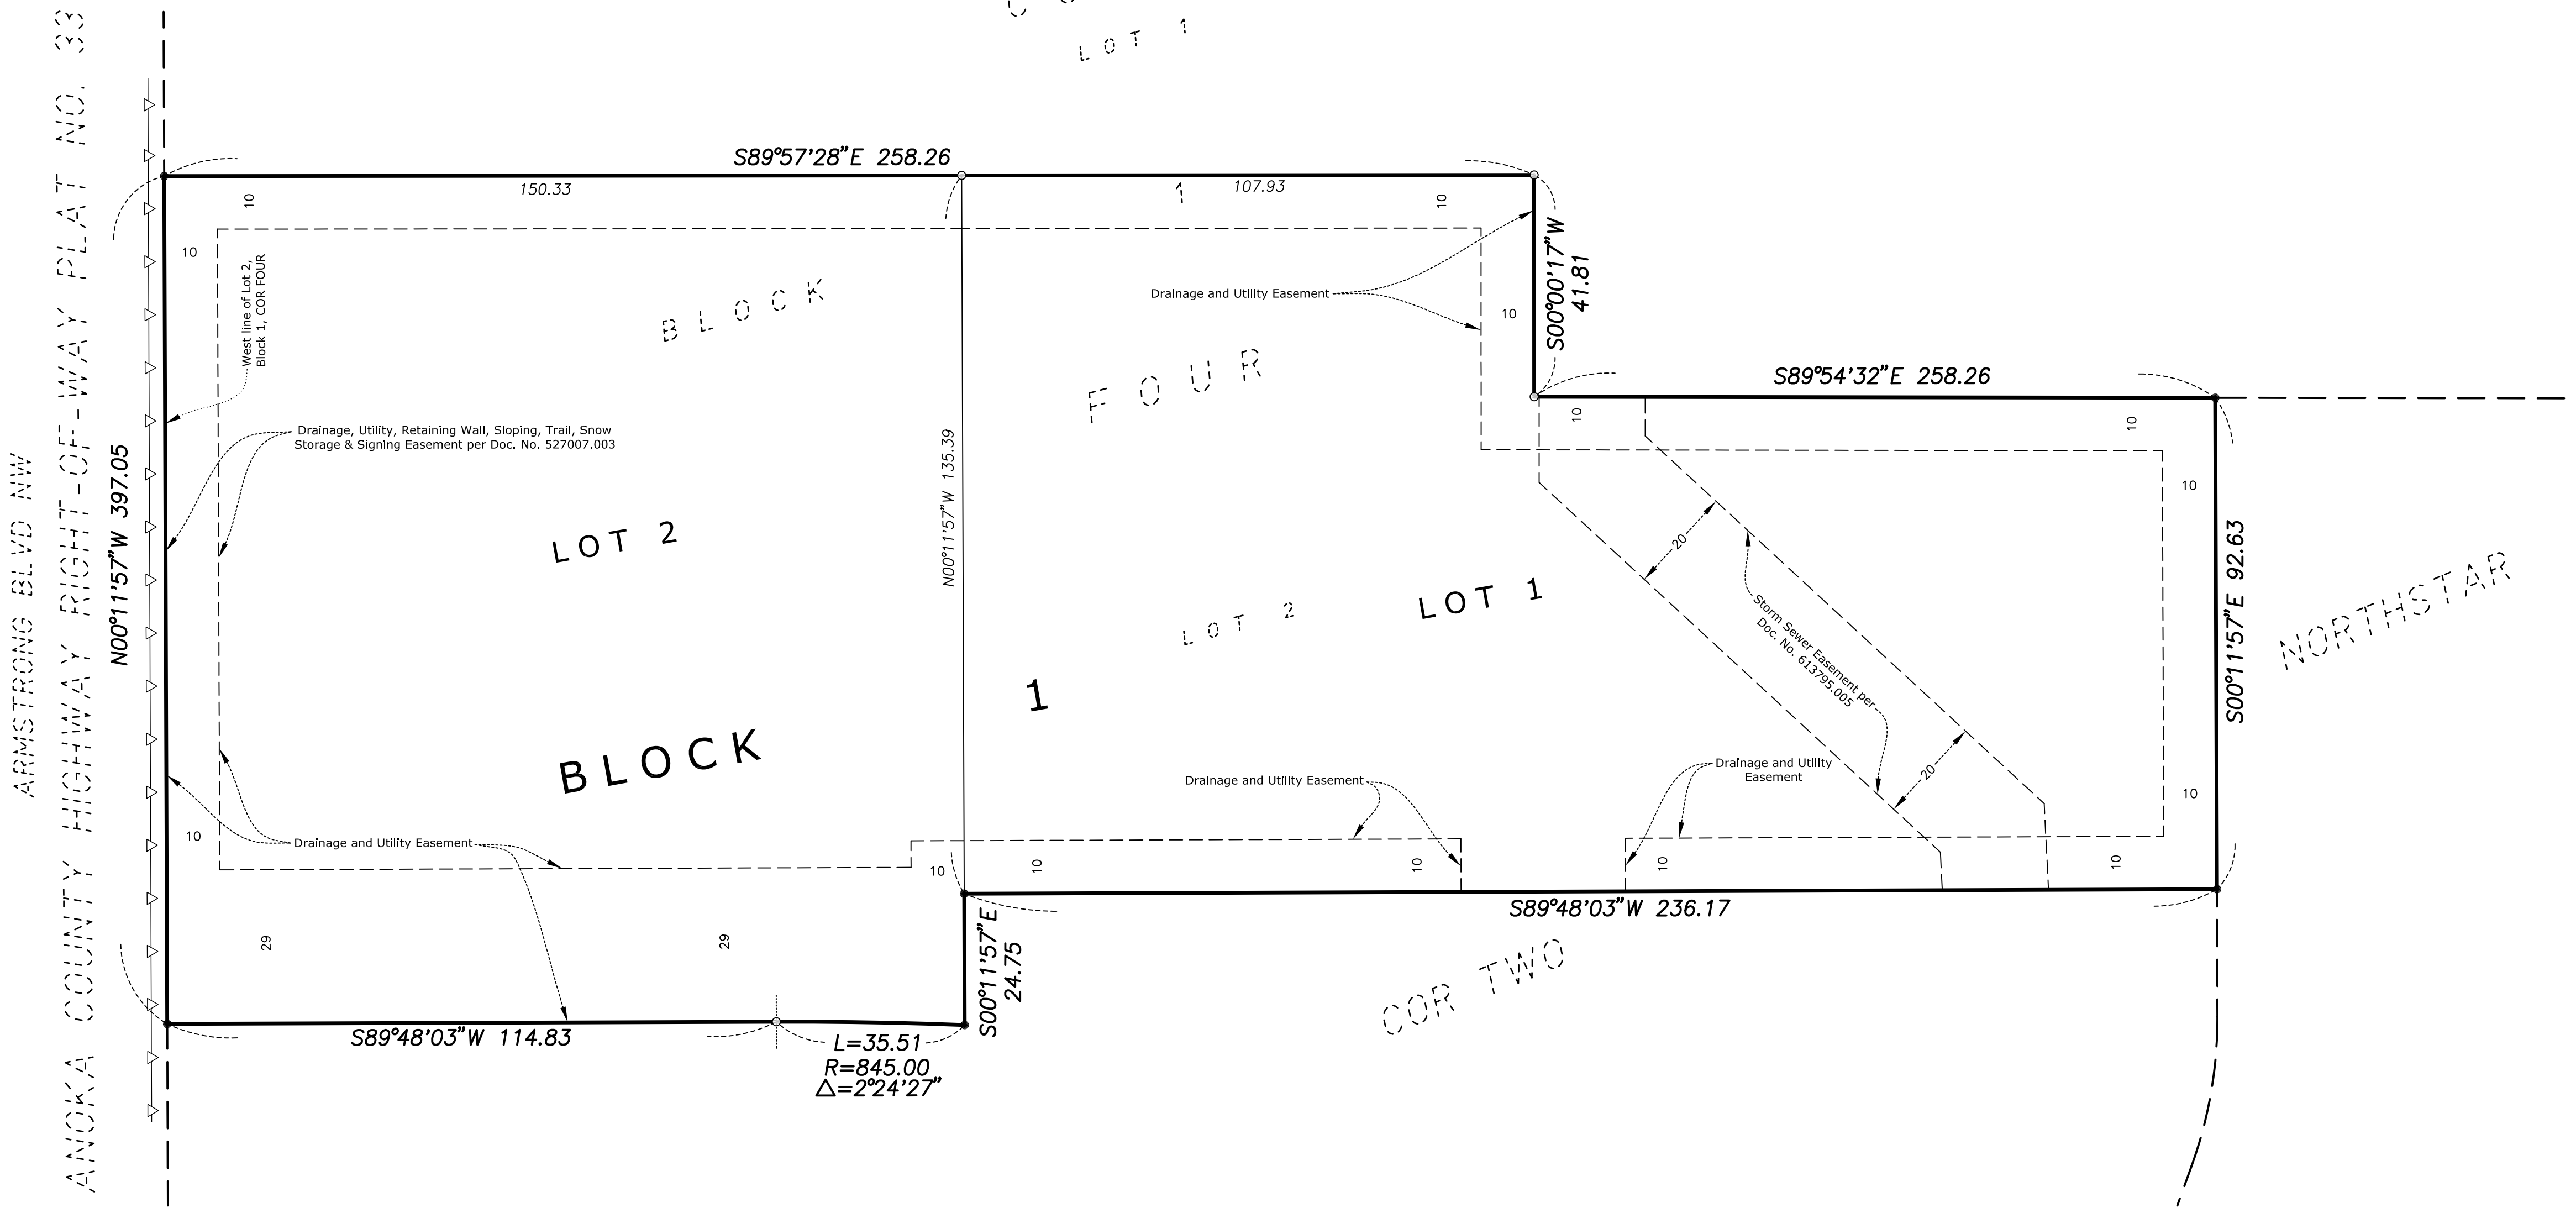 LOT 1
S89°57'28"E 258.26
150.33
1
107.93
10
10
10
West line of Lot 2,
Block 1, COR FOUR
BLOCK
FOUR
Drainage and Utility Easement
10
S00°00'17"W
41.81
S89°54'32"E 258.26
10
10
10
Drainage, Utility, Retaining Wall, Sloping, Trail, Snow
Storage & Signing Easement per Doc. No. 527007.003
ARMSTRONG BLVD NW
ANOKA COUNTY HIGHWAY RIGHT-OF-WAY PLAT NO. 33
N00°11'57"W 397.05
N00°11'57"W 135.39
LOT 2
LOT 2
LOT 1
20
Storm Sewer Easement per
Doc. No. 613795.005
20
S00°11'57"E 92.63
NORTHSTAR
1
BLOCK
Drainage and Utility Easement
Drainage and Utility
Easement
10
10
Drainage and Utility Easement
10
10
10
10
10
29
29
S00°11'57"E
24.75
S89°48'03"W 236.17
COR TWO
S89°48'03"W 114.83
L=35.51
R=845.00
△=2°24'27"